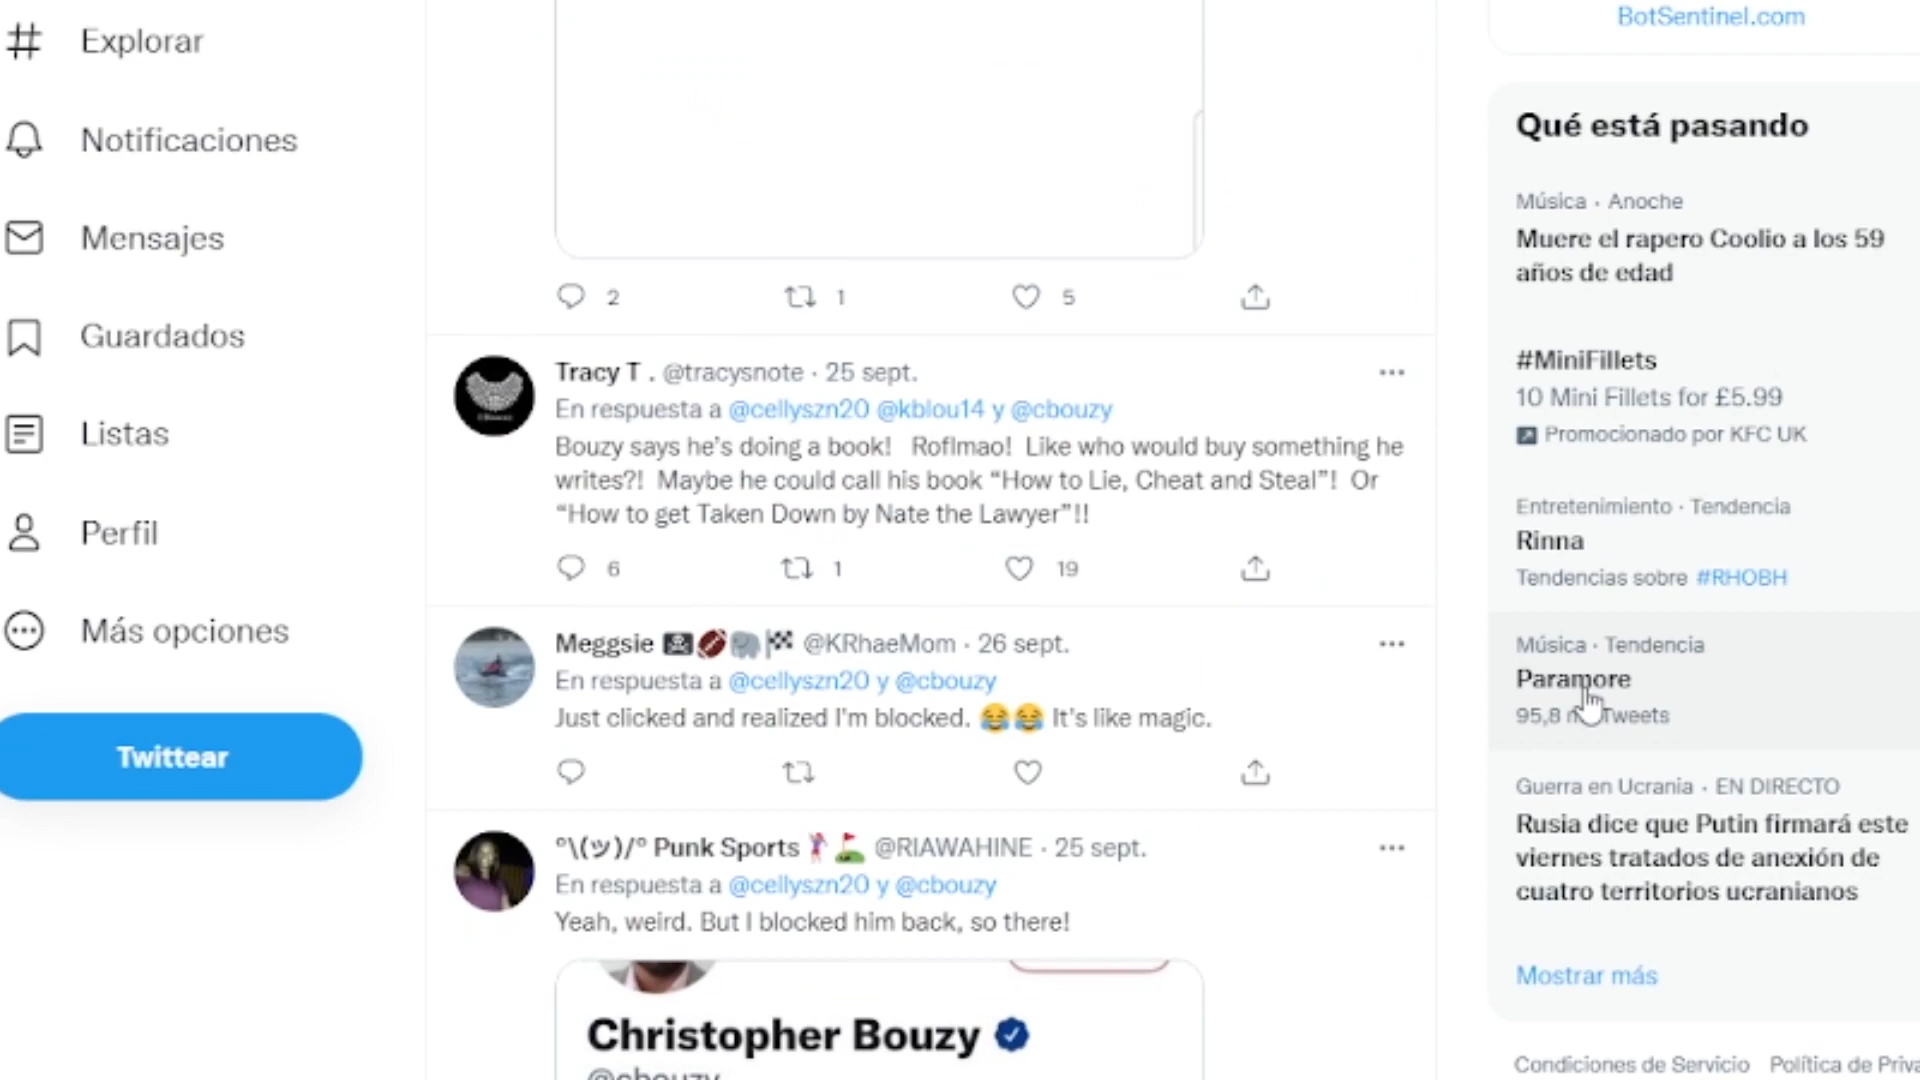 Explorar
Notificaciones
Mensajes
Guardados
Listas
Perfil
Más opciones
Twittear
2 1 5
Tracy T . @tracysnote · 25 sept.
En respuesta a @cellyszn20 @kblou14 y @cbouzy
Bouzy says he's doing a book! Roflmao! Like who would buy something he
writes?! Maybe he could call his book “How to Lie, Cheat and Steal”! Or
“How to get Taken Down by Nate the Lawyer”!!
6 1 19
Meggsie 🏴‍☠️🏈🐘🏁 @KRhaeMom · 26 sept.
En respuesta a @cellyszn20 y @cbouzy
Just clicked and realized I'm blocked. 😂😂 It's like magic.
°\(ツ)/° Punk Sports @RIAWAHINE · 25 sept.
En respuesta a @cellyszn20 y @cbouzy
Yeah, weird. But I blocked him back, so there!
Christopher Bouzy
@cbouzy
BotSentinel.com
Qué está pasando
Música · Anoche
Muere el rapero Coolio a los 59
años de edad
#MiniFillets
10 Mini Fillets for £5.99
Promocionado por KFC UK
Entretenimiento · Tendencia
Rinna
Tendencias sobre #RHOBH
Música · Tendencia
Paramore
95,8 Tweets
Guerra en Ucrania · EN DIRECTO
Rusia dice que Putin firmará este
viernes tratados de anexión de
cuatro territorios ucranianos
Mostrar más
Condiciones de Servicio Política de